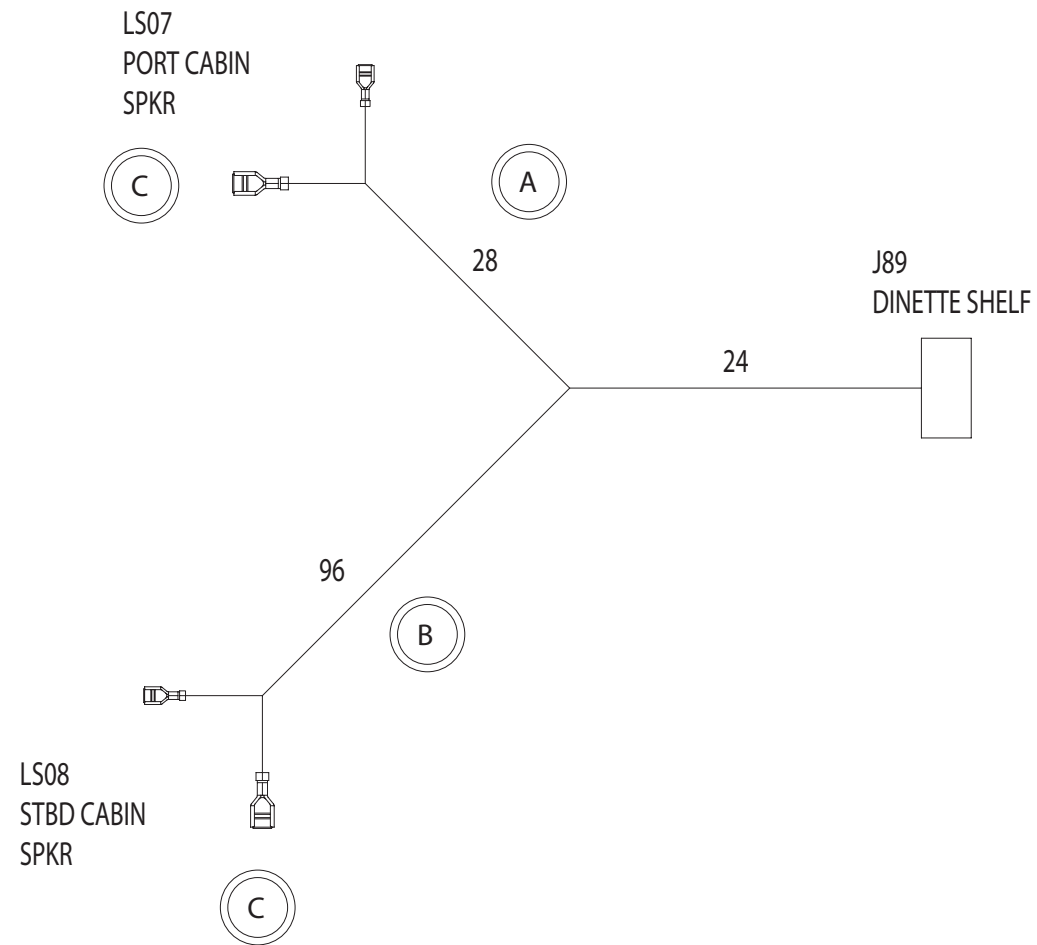 LS07
PORT CABIN
SPKR
C
A
28
J89
DINETTE SHELF
24
96
B
LS08
STBD CABIN
SPKR
C